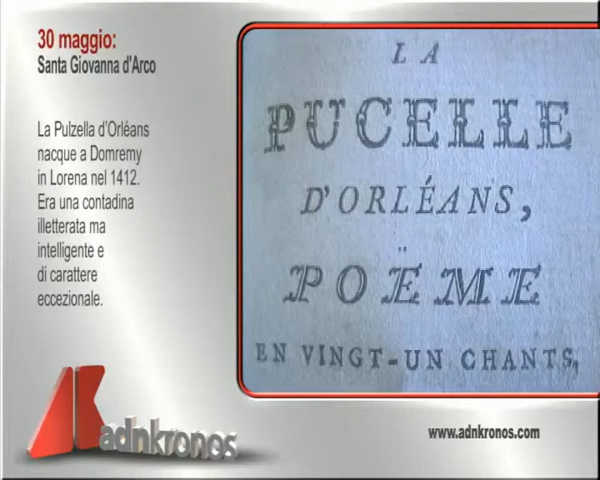 30 maggio:
Santa Giovanna d'Arco
La Pulzella d'Orléans
nacque a Domremy
in Lorena nel 1412.
Era una contadina
illetterata ma
intelligente e
di carattere
eccezionale.
LA
PUCELLE
D'ORLÉANS,
POËME
EN VINGT-UN CHANTS,
adnkronos
www.adnkronos.com